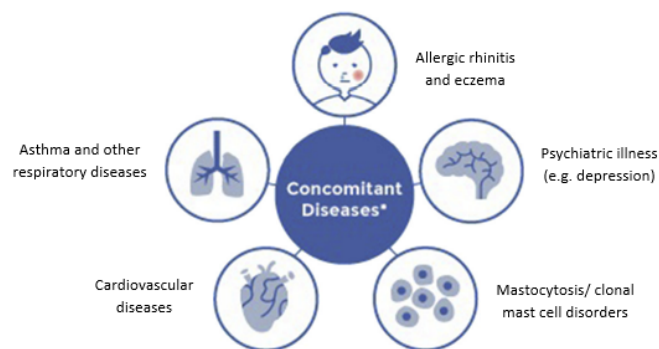 Allergic rhinitis
and eczema
Asthma and other
respiratory diseases
Psychiatric illness
(e.g. depression)
Concomitant
Diseases*
Cardiovascular
diseases
Mastocytosis/ clonal
mast cell disorders